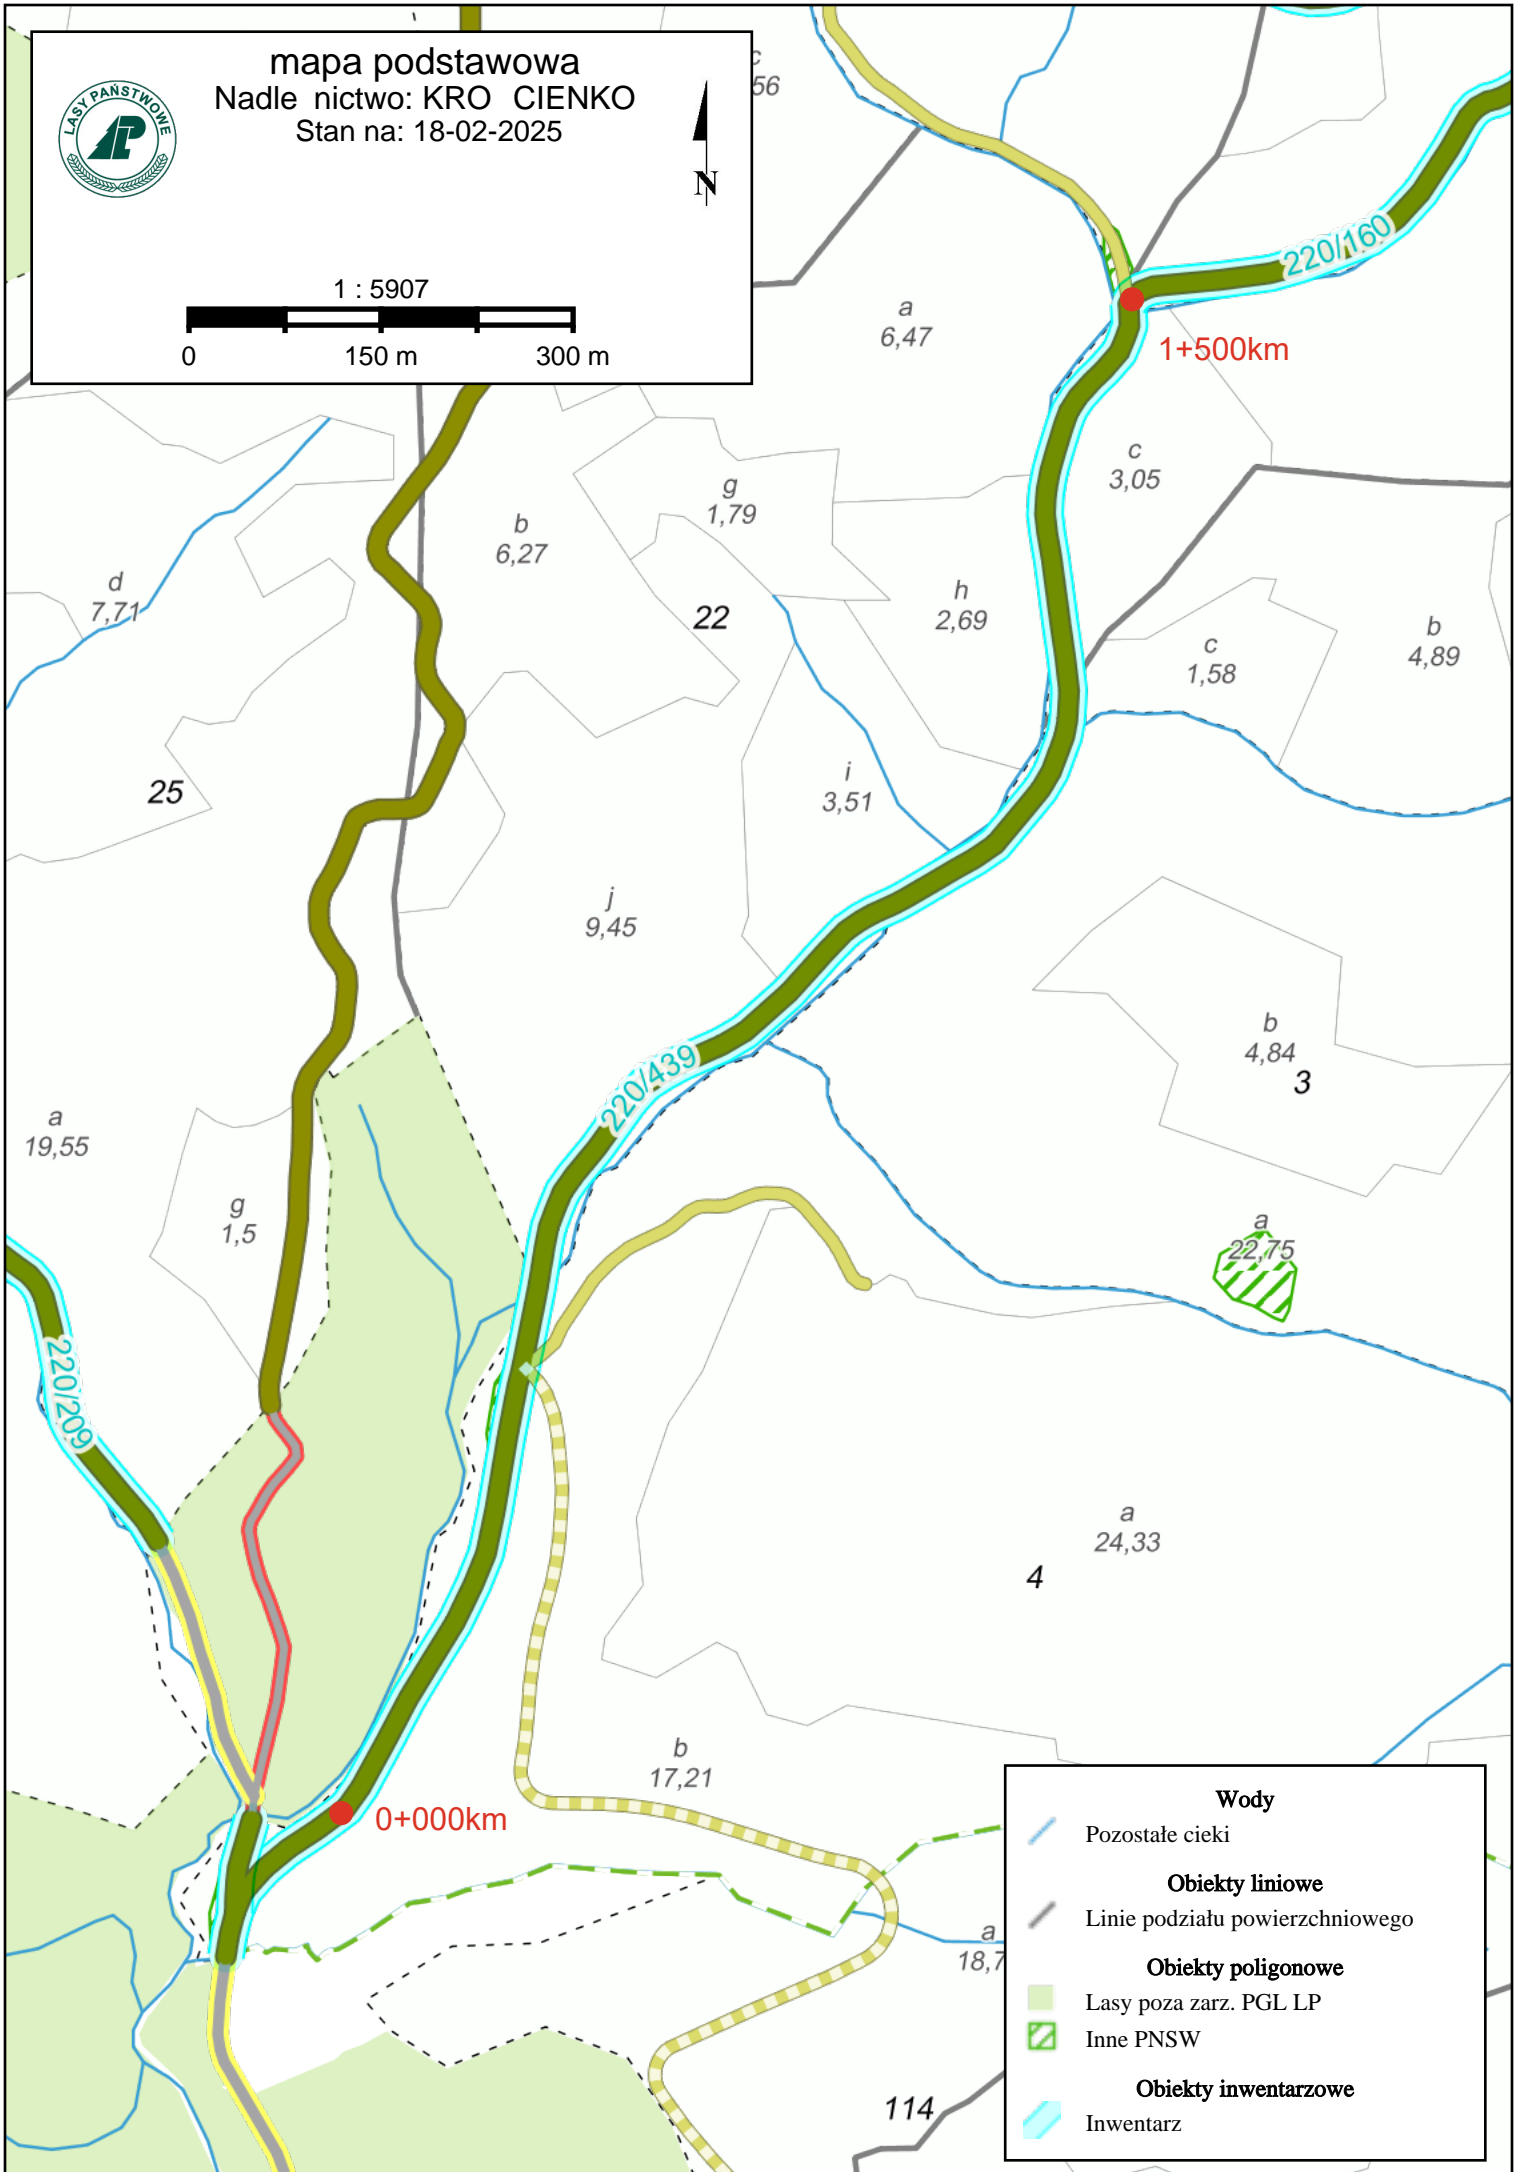 mapa podstawowa
Nadle nictwo: KRO CIENKO
Stan na: 18-02-2025
LASY PAŃSTWOWE
LP
N
1 : 5907
0 150 m 300 m
c
56
220/160
a
6,47
1+500km
c
3,05
g
1,79
b
6,27
d
7,71
22
h
2,69
c
1,58
b
4,89
25
i
3,51
j
9,45
b
4,84
3
220/439
a
19,55
g
1,5
a
22,75
220/209
a
24,33
4
b
17,21
0+000km
a
18,7
114
Wody
Pozostałe cieki
Obiekty liniowe
Linie podziału powierzchniowego
Obiekty poligonowe
Lasy poza zarz. PGL LP
Inne PNSW
Obiekty inwentarzowe
Inwentarz